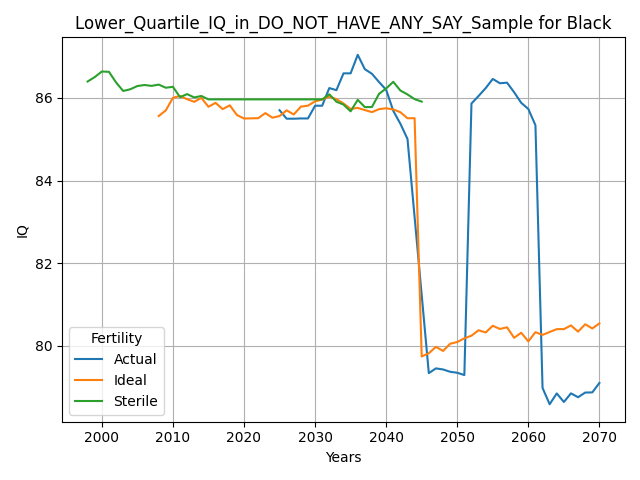 Lower_Quartile_IQ_in_DO_NOT_HAVE_ANY_SAY_Sample for Black
IQ
86
84
82
80
Fertility
Actual
Ideal
Sterile
2000 2010 2020 2030 2040 2050 2060 2070
Years